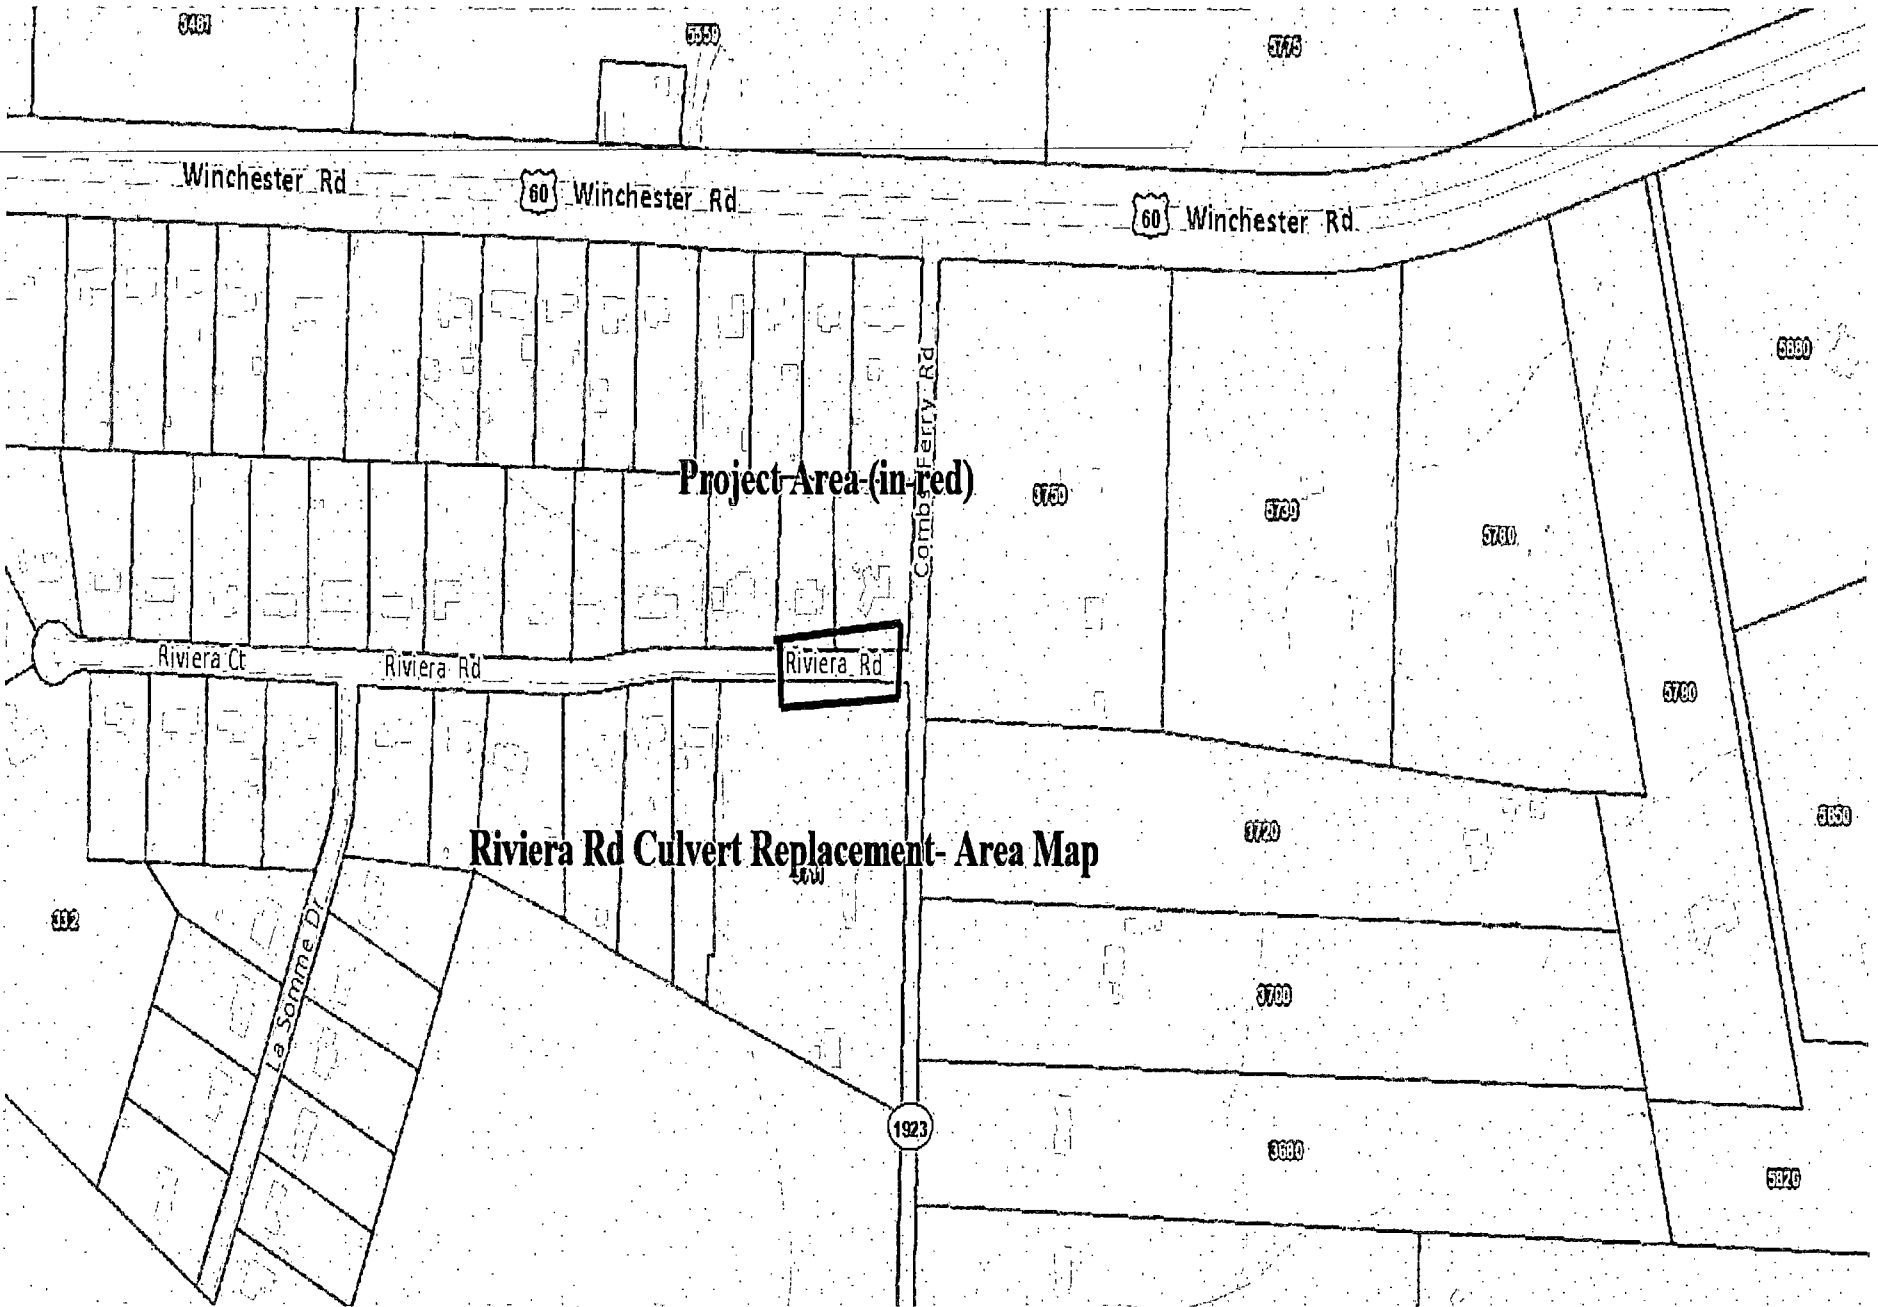 5775
Winchester Rd
60 Winchester Rd
60 Winchester Rd
5680
Combs Ferry Rd
Project Area (in red)
3750
5730
5780
Riviera Ct
Riviera Rd
Riviera Rd
5780
5850
3720
Riviera Rd Culvert Replacement- Area Map
332
La Somme Dr
3700
1923
3680
5820